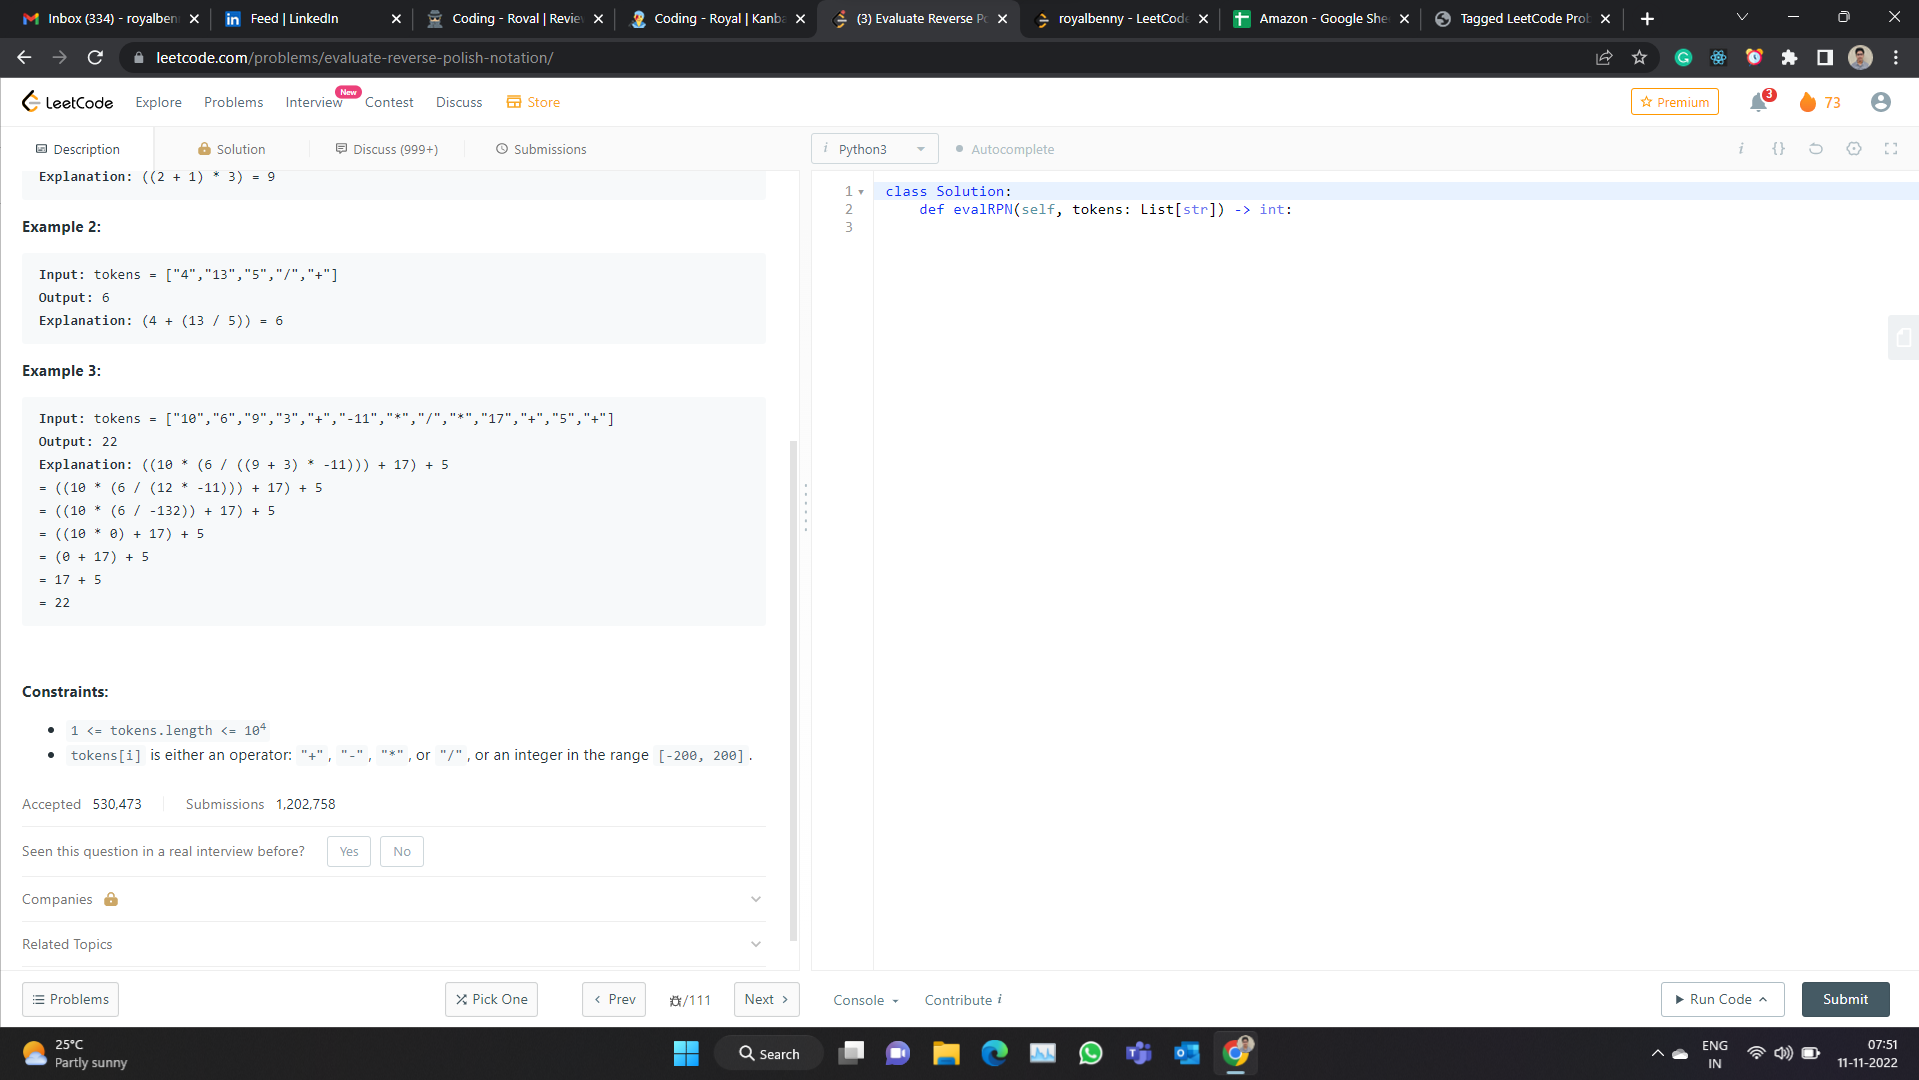 Inbox (334) - royalben
Feed | LinkedIn
Coding - Royal | Revie
Coding - Royal | Kanba
(3) Evaluate Reverse Po
royalbenny - LeetCode
Amazon - Google She
Tagged LeetCode Prob
leetcode.com/problems/evaluate-reverse-polish-notation/
LeetCode
Explore
Problems
Interview
New
Contest
Discuss
Store
Premium
3
73
Description
Solution
Discuss (999+)
Submissions
i Python3
Autocomplete
i
{}
Explanation: ((2 + 1) * 3) = 9
Example 2:
Input: tokens = ["4","13","5","/","+"]
Output: 6
Explanation: (4 + (13 / 5)) = 6
Example 3:
Input: tokens = ["10","6","9","3","+","-11","*","/","*","17","+","5","+"]
Output: 22
Explanation: ((10 * (6 / ((9 + 3) * -11))) + 17) + 5
= ((10 * (6 / (12 * -11))) + 17) + 5
= ((10 * (6 / -132)) + 17) + 5
= ((10 * 0) + 17) + 5
= (0 + 17) + 5
= 17 + 5
= 22
Constraints:
1 <= tokens.length <= 10⁴
tokens[i] is either an operator: "+", "-", "*", or "/", or an integer in the range [-200, 200].
Accepted 530,473
Submissions 1,202,758
Seen this question in a real interview before?
Yes
No
Companies
Related Topics
1
class Solution:
2
def evalRPN(self, tokens: List[str]) -> int:
3
Problems
Pick One
Prev
/111
Next
Console
Contribute i
Run Code
Submit
25°C
Partly sunny
Search
ENG
IN
07:51
11-11-2022